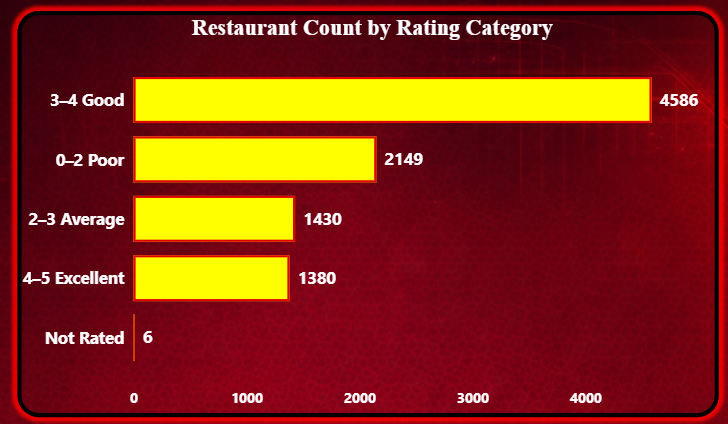 Restaurant Count by Rating Category
3–4 Good 4586
0–2 Poor 2149
2–3 Average 1430
4–5 Excellent 1380
Not Rated 6
0 1000 2000 3000 4000